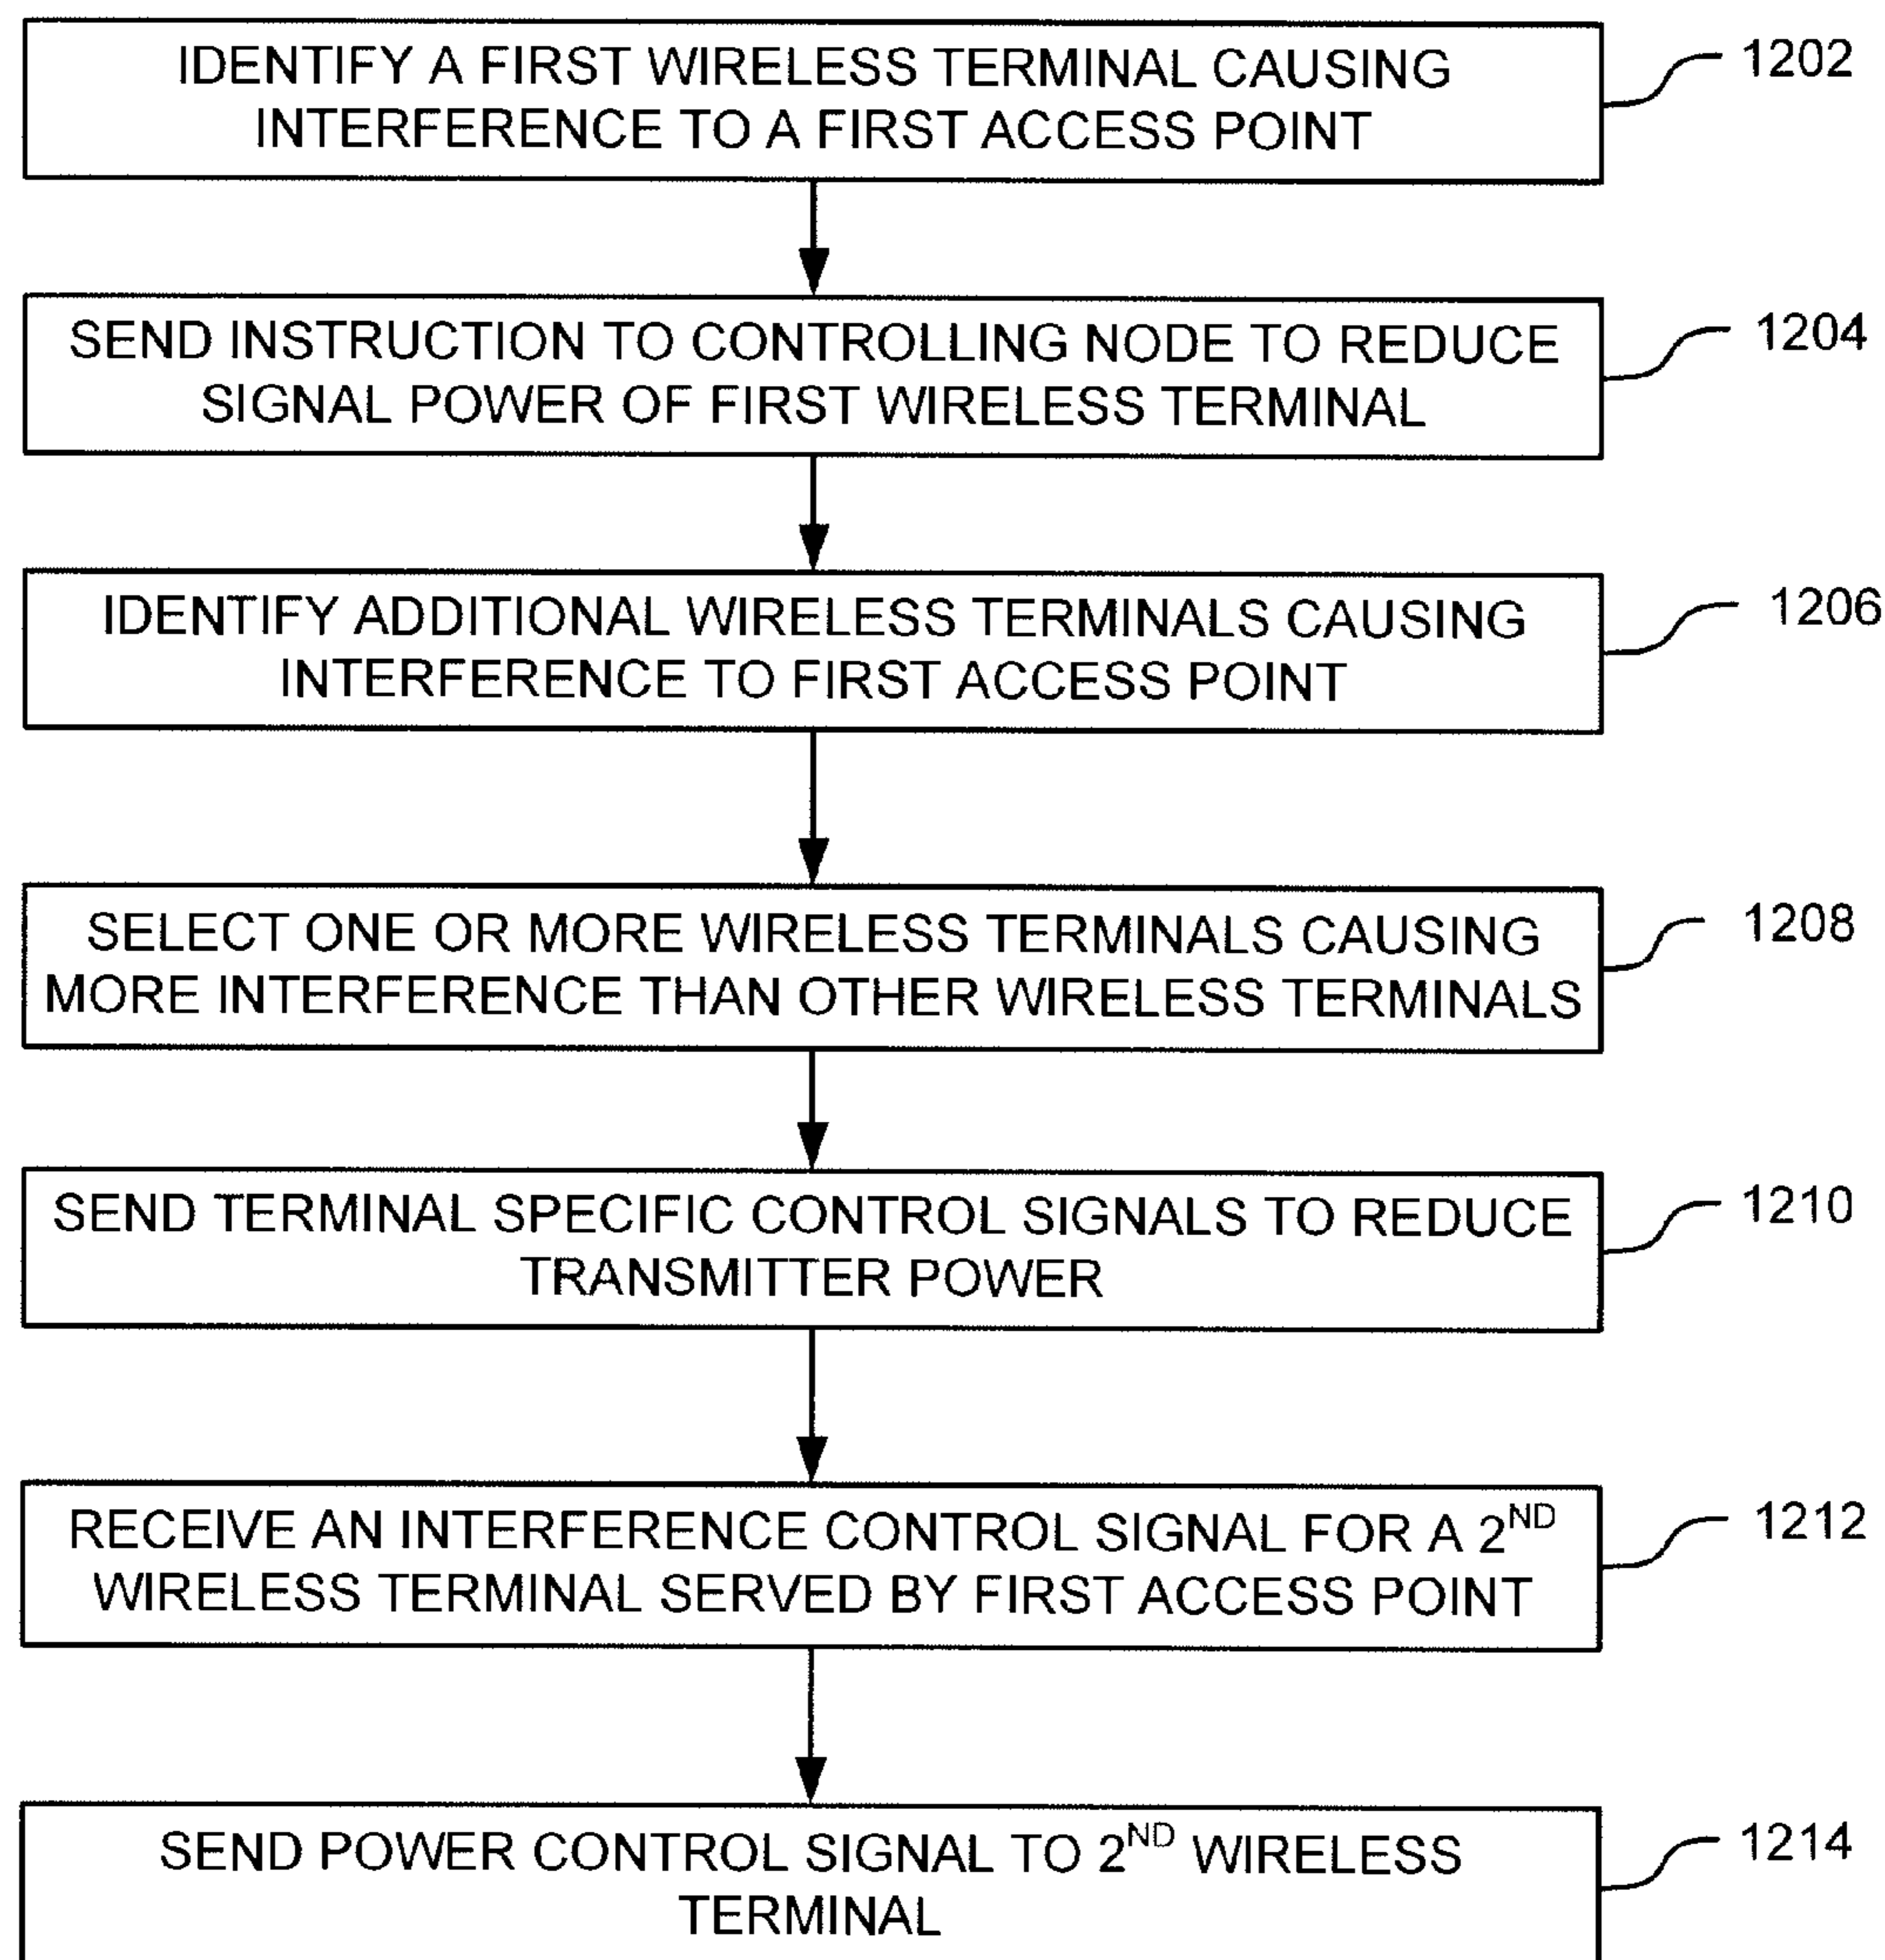 IDENTIFY A FIRST WIRELESS TERMINAL CAUSING
INTERFERENCE TO A FIRST ACCESS POINT
1202
SEND INSTRUCTION TO CONTROLLING NODE TO REDUCE
SIGNAL POWER OF FIRST WIRELESS TERMINAL
1204
IDENTIFY ADDITIONAL WIRELESS TERMINALS CAUSING
INTERFERENCE TO FIRST ACCESS POINT
1206
SELECT ONE OR MORE WIRELESS TERMINALS CAUSING
MORE INTERFERENCE THAN OTHER WIRELESS TERMINALS
1208
SEND TERMINAL SPECIFIC CONTROL SIGNALS TO REDUCE
TRANSMITTER POWER
1210
RECEIVE AN INTERFERENCE CONTROL SIGNAL FOR A 2ND
WIRELESS TERMINAL SERVED BY FIRST ACCESS POINT
1212
SEND POWER CONTROL SIGNAL TO 2ND WIRELESS
TERMINAL
1214